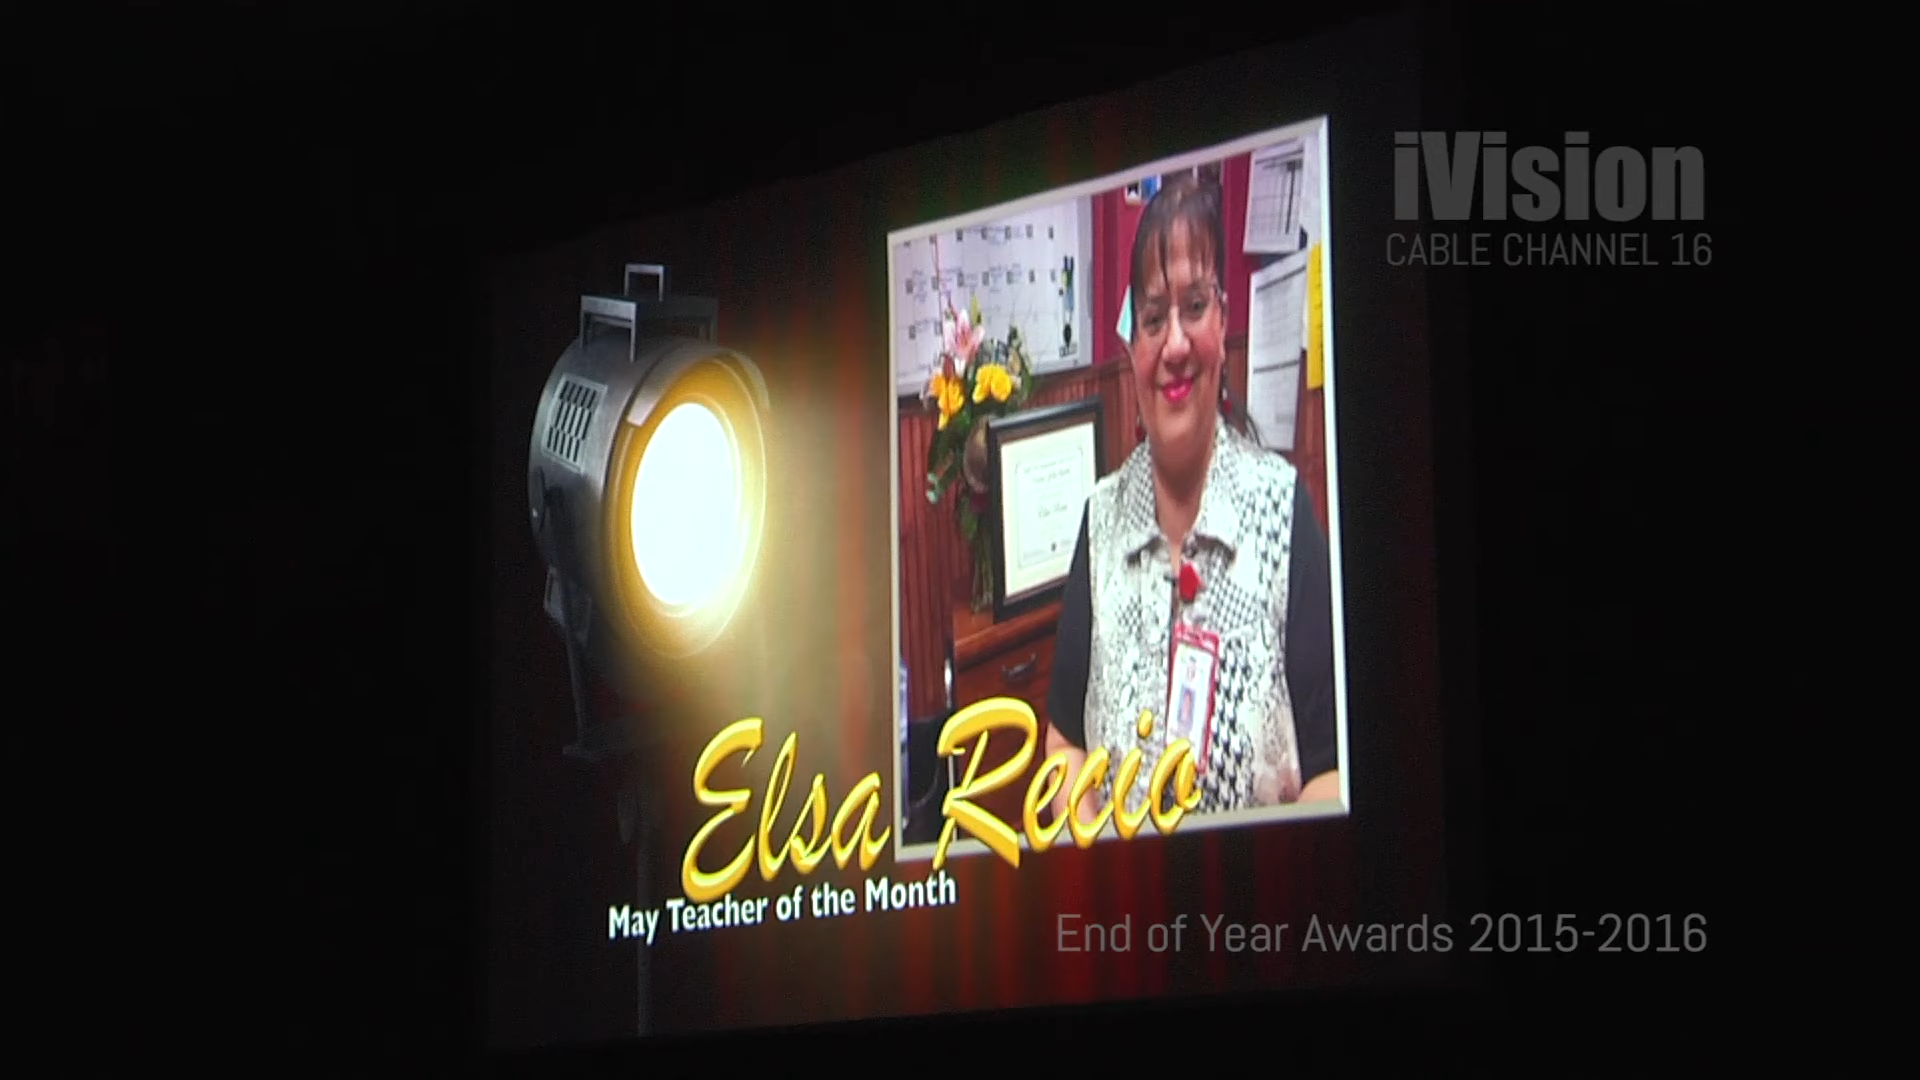 iVision
CABLE CHANNEL 16
Elsa Recio
May Teacher of the Month
End of Year Awards 2015-2016